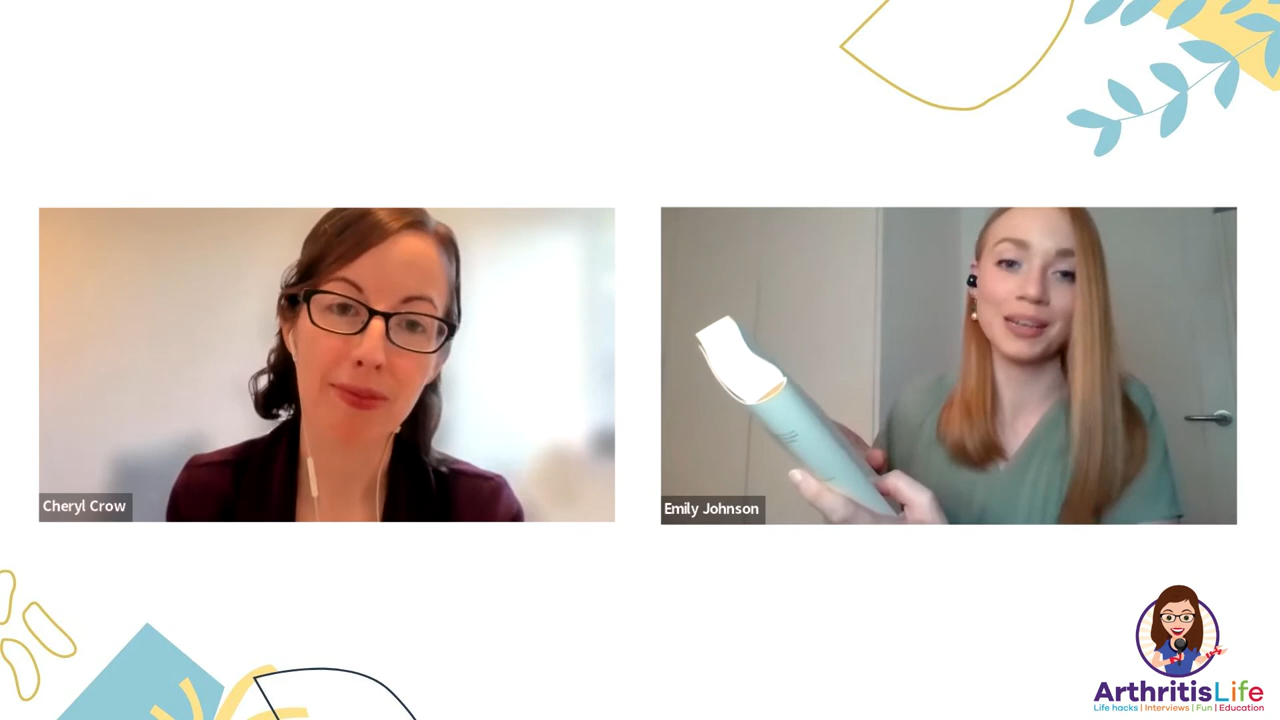 Cheryl Crow
Emily Johnson
ArthritisLife
Life hacks | Interviews | Fun | Education